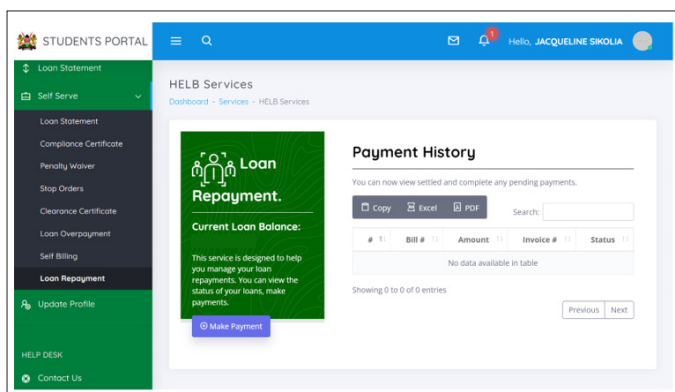 STUDENTS PORTAL
Hello, JACQUELINE SIKOLIA
1
Loan Statement
Self Serve
Loan Statement
Compliance Certificate
Penalty Waiver
Stop Orders
Clearance Certificate
Loan Overpayment
Self Billing
Loan Repayment
Update Profile
HELP DESK
Contact Us
HELB Services
Dashboard - Services - HELB Services
Loan
Repayment.
Current Loan Balance:
This service is designed to help
you manage your loan
repayments. You can view the
status of your loans, make
payments.
Make Payment
Payment History
You can now view settled and complete any pending payments.
Copy Excel PDF
Search:
# Bill # Amount Invoice # Status
No data available in table
Showing 0 to 0 of 0 entries
Previous Next